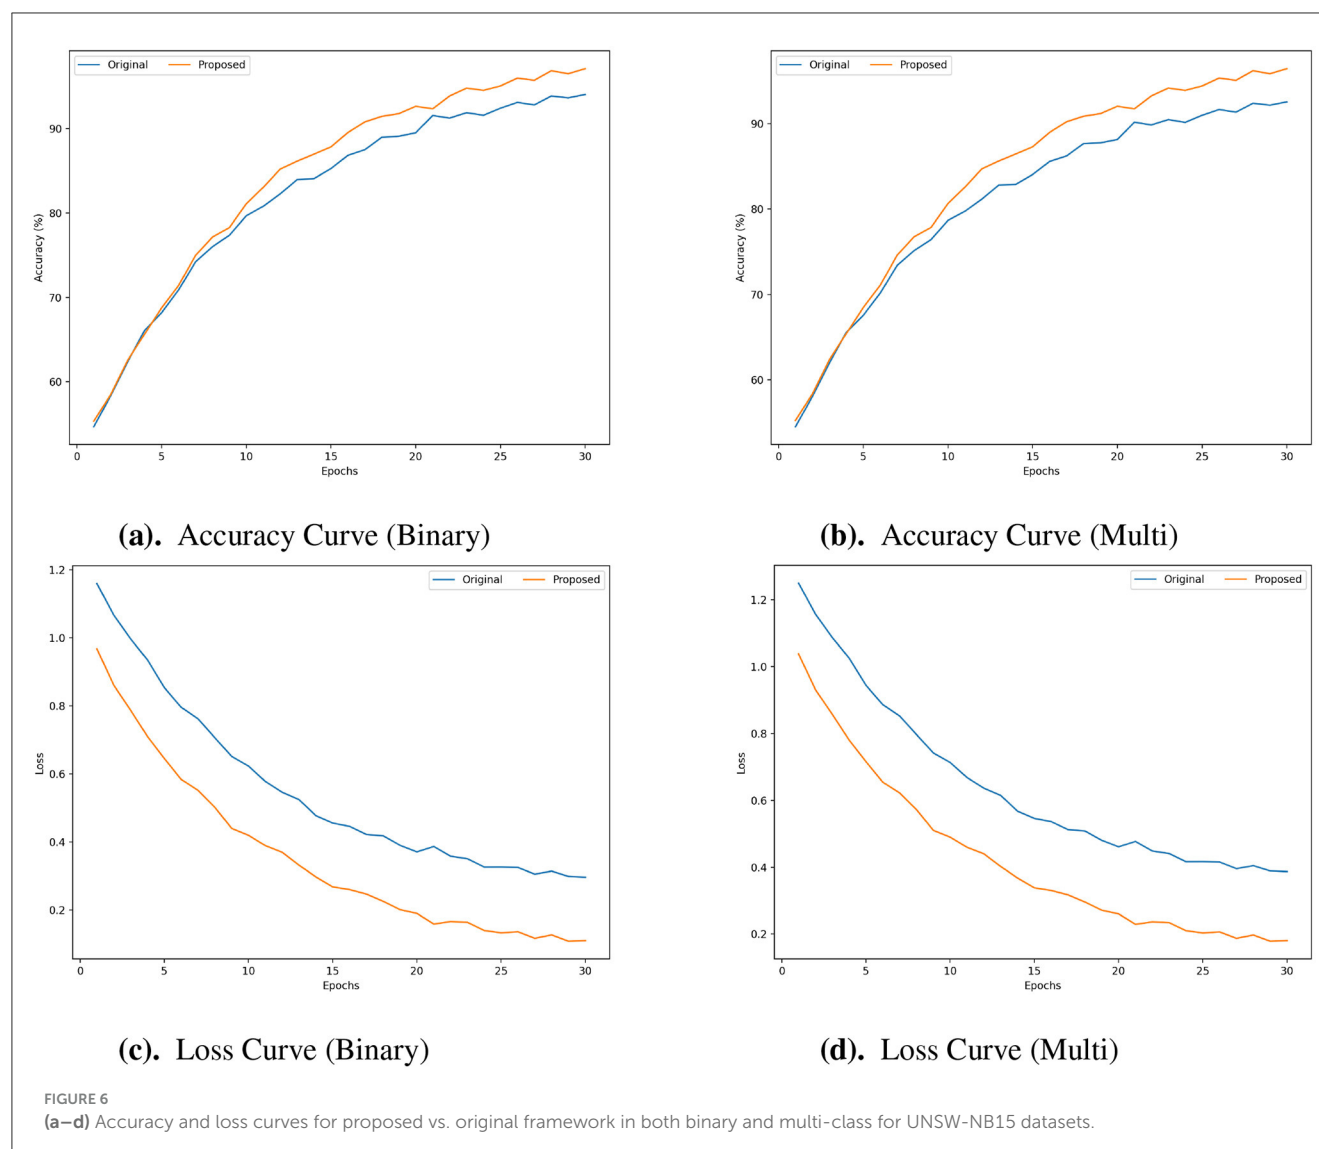 Original Proposed
90
80
70
60
Accuracy (%)
0 5 10 15 20 25 30
Epochs
(a). Accuracy Curve (Binary)
Original Proposed
90
80
70
60
Accuracy (%)
0 5 10 15 20 25 30
Epochs
(b). Accuracy Curve (Multi)
Original Proposed
1.2
1.0
0.8
0.6
0.4
0.2
Loss
0 5 10 15 20 25 30
Epochs
(c). Loss Curve (Binary)
Original Proposed
1.2
1.0
0.8
0.6
0.4
0.2
Loss
0 5 10 15 20 25 30
Epochs
(d). Loss Curve (Multi)
FIGURE 6
(a–d) Accuracy and loss curves for proposed vs. original framework in both binary and multi-class for UNSW-NB15 datasets.